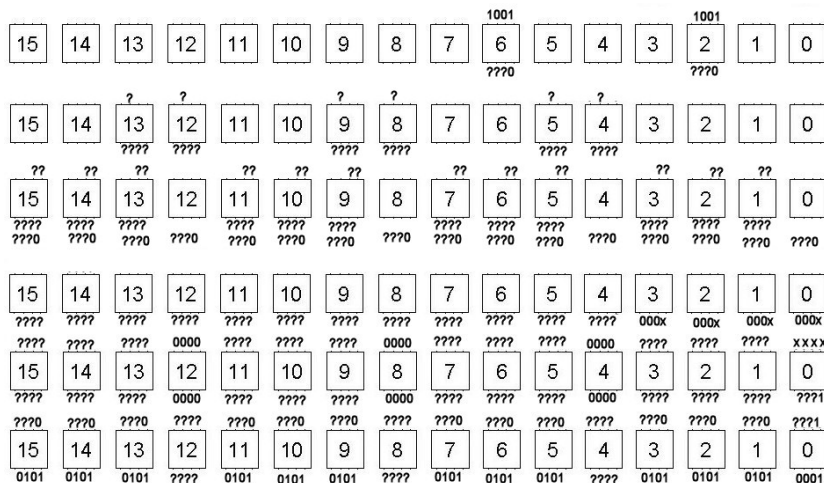 1001 1001
15 14 13 12 11 10 9 8 7 6 5 4 3 2 1 0
???0 ???0
? ? ? ? ? ?
15 14 13 12 11 10 9 8 7 6 5 4 3 2 1 0
???? ???? ???? ???? ???? ????
?? ?? ?? ?? ?? ?? ?? ?? ?? ?? ?? ??
15 14 13 12 11 10 9 8 7 6 5 4 3 2 1 0
???? ???? ???? ???? ???? ???? ???? ???? ???? ???? ???? ????
???0 ???0 ???0 ???0 ???0 ???0 ???0 ???0 ???0 ???0 ???0 ???0 ???0 ???0 ???0 ???0
15 14 13 12 11 10 9 8 7 6 5 4 3 2 1 0
???? ???? ???? ???? ???? ???? ???? ???? ???? ???? ???? ???? 000x 000x 000x 000x
???? ???? ???? 0000 ???? ???? ???? 0000 ???? ???? ???? 0000 ???? ???? ???? xxxx
15 14 13 12 11 10 9 8 7 6 5 4 3 2 1 0
???? ???? ???? 0000 ???? ???? ???? 0000 ???? ???? ???? 0000 ???? ???? ???? ???1
???0 ???0 ???0 ???? ???0 ???0 ???0 ???? ???0 ???0 ???0 ???? ???0 ???0 ???0 ???1
15 14 13 12 11 10 9 8 7 6 5 4 3 2 1 0
0101 0101 0101 ???? 0101 0101 0101 ???? 0101 0101 0101 ???? 0101 0101 0101 0001